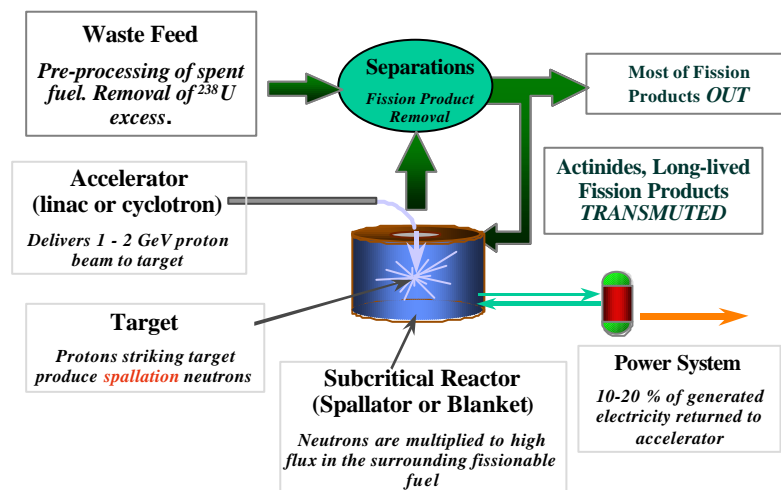 Waste Feed
Pre-processing of spent
fuel. Removal of ²³⁸U
excess.
Separations
Fission Product
Removal
Most of Fission
Products OUT
Accelerator
(linac or cyclotron)
Delivers 1 - 2 GeV proton
beam to target
Actinides, Long-lived
Fission Products
TRANSMUTED
Target
Protons striking target
produce spallation neutrons
Subcritical Reactor
(Spallator or Blanket)
Neutrons are multiplied to high
flux in the surrounding fissionable
fuel
Power System
10-20 % of generated
electricity returned to
accelerator